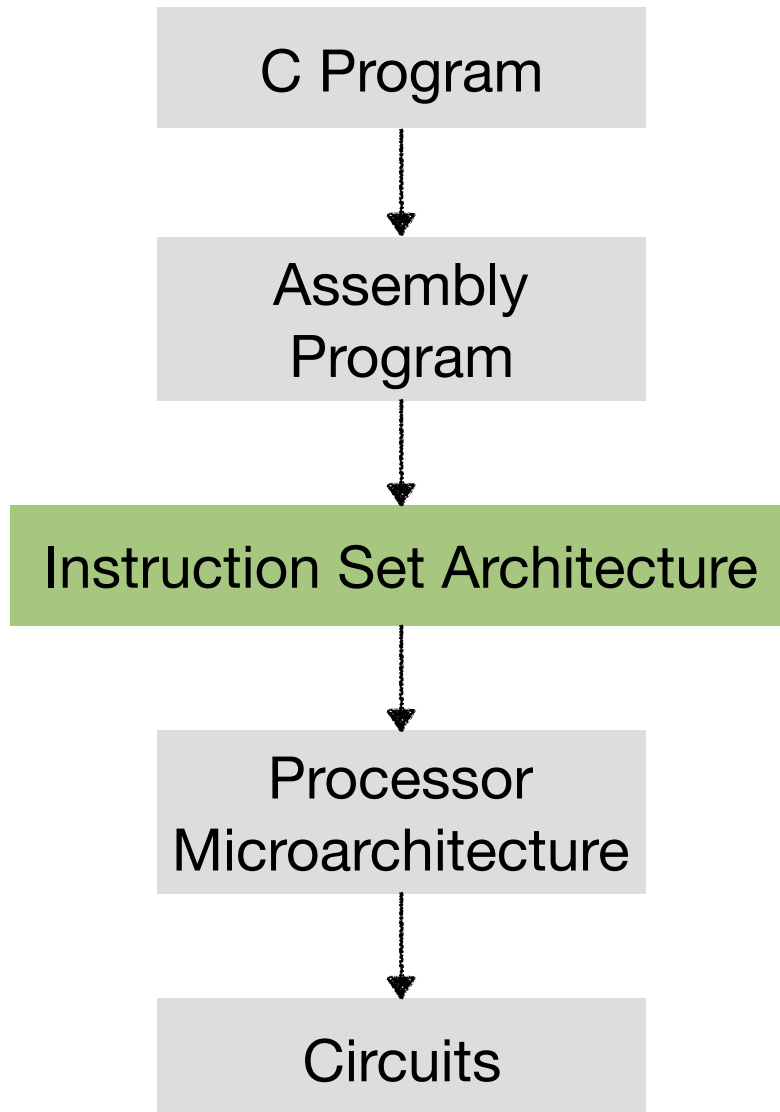 C Program
Assembly
Program
Instruction Set Architecture
Processor
Microarchitecture
Circuits